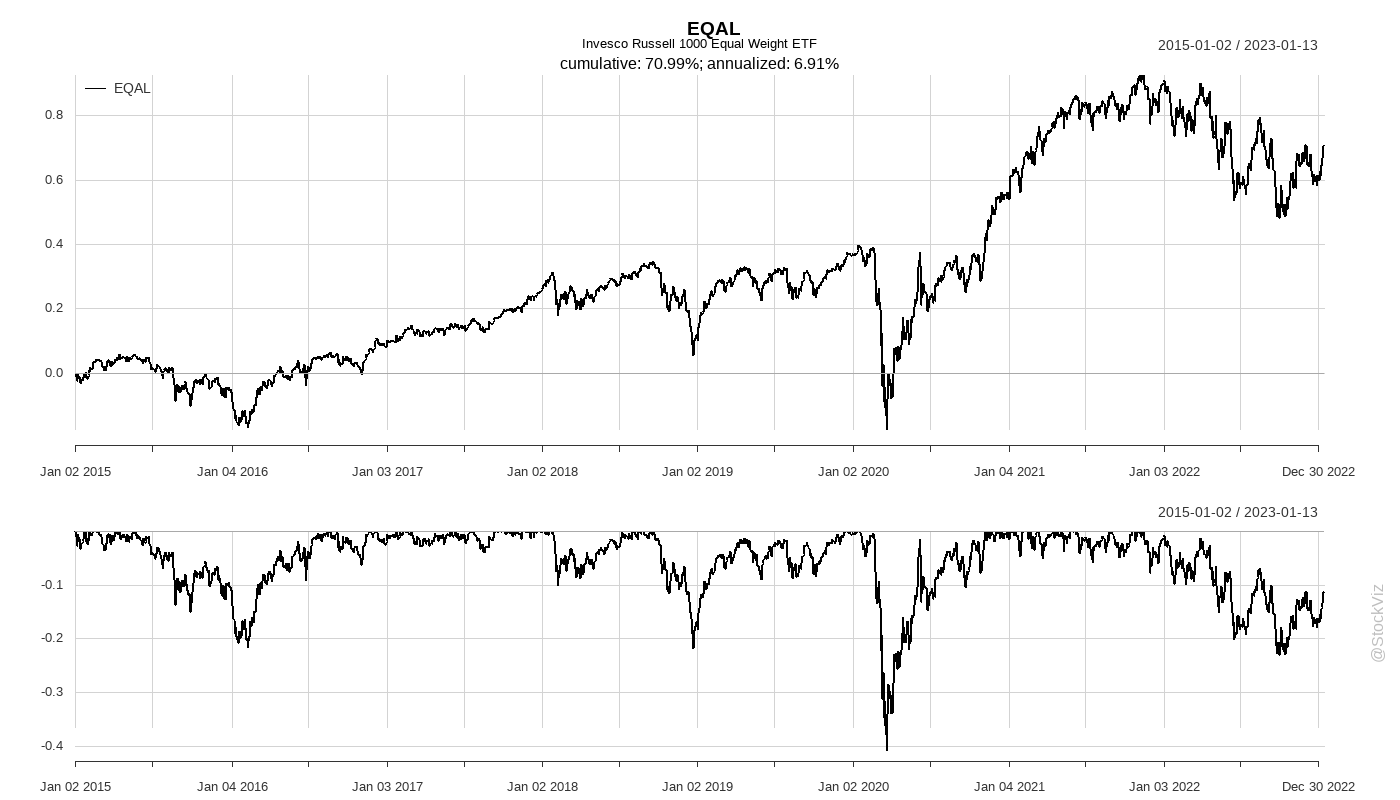 EQAL
Invesco Russell 1000 Equal Weight ETF
2015-01-02 / 2023-01-13
cumulative: 70.99%; annualized: 6.91%
EQAL
0.8
0.6
0.4
0.2
0.0
Jan 02 2015 Jan 04 2016 Jan 03 2017 Jan 02 2018 Jan 02 2019 Jan 02 2020 Jan 04 2021 Jan 03 2022 Dec 30 2022
2015-01-02 / 2023-01-13
-0.1
-0.2
-0.3
-0.4
Jan 02 2015 Jan 04 2016 Jan 03 2017 Jan 02 2018 Jan 02 2019 Jan 02 2020 Jan 04 2021 Jan 03 2022 Dec 30 2022
@StockViz